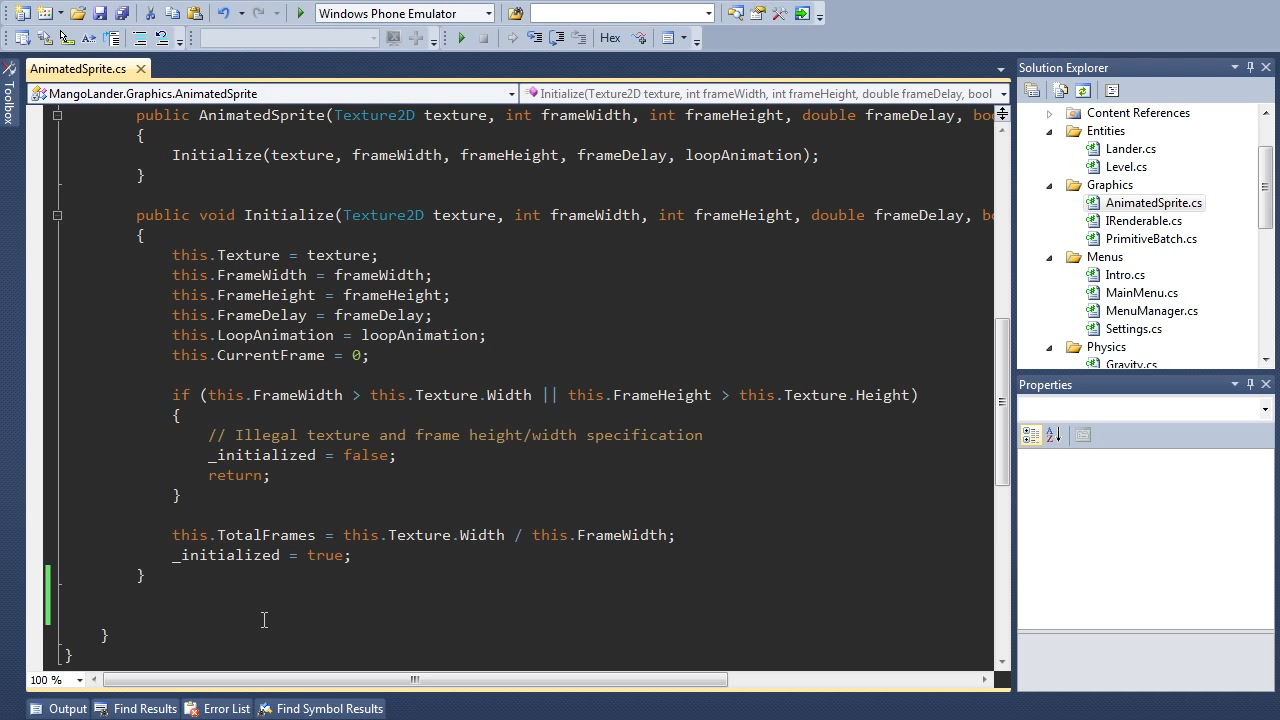 Windows Phone Emulator
Hex
Toolbox
AnimatedSprite.cs
MangoLander.Graphics.AnimatedSprite
Initialize(Texture2D texture, int frameWidth, int frameHeight, double frameDelay, bool
public AnimatedSprite(Texture2D texture, int frameWidth, int frameHeight, double frameDelay, bo
{
Initialize(texture, frameWidth, frameHeight, frameDelay, loopAnimation);
}
public void Initialize(Texture2D texture, int frameWidth, int frameHeight, double frameDelay, bo
{
this.Texture = texture;
this.FrameWidth = frameWidth;
this.FrameHeight = frameHeight;
this.FrameDelay = frameDelay;
this.LoopAnimation = loopAnimation;
this.CurrentFrame = 0;
if (this.FrameWidth > this.Texture.Width || this.FrameHeight > this.Texture.Height)
{
// Illegal texture and frame height/width specification
_initialized = false;
return;
}
this.TotalFrames = this.Texture.Width / this.FrameWidth;
_initialized = true;
}
}
}
100 %
Solution Explorer
Content References
Entities
Lander.cs
Level.cs
Graphics
AnimatedSprite.cs
IRenderable.cs
PrimitiveBatch.cs
Menus
Intro.cs
MainMenu.cs
MenuManager.cs
Settings.cs
Physics
Gravity.cs
Properties
Output
Find Results
Error List
Find Symbol Results